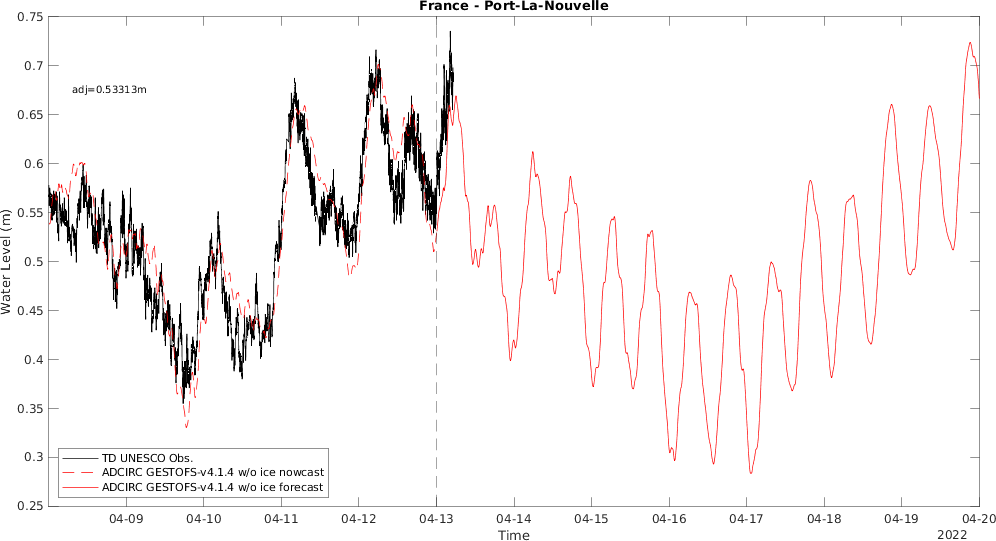 France - Port-La-Nouvelle
0.75
0.7
0.65
0.6
0.55
0.5
0.45
0.4
0.35
0.3
0.25
Water Level (m)
adj=0.53313m
TD UNESCO Obs.
ADCIRC GESTOFS-v4.1.4 w/o ice nowcast
ADCIRC GESTOFS-v4.1.4 w/o ice forecast
04-09 04-10 04-11 04-12 04-13 04-14 04-15 04-16 04-17 04-18 04-19 04-20
Time
2022